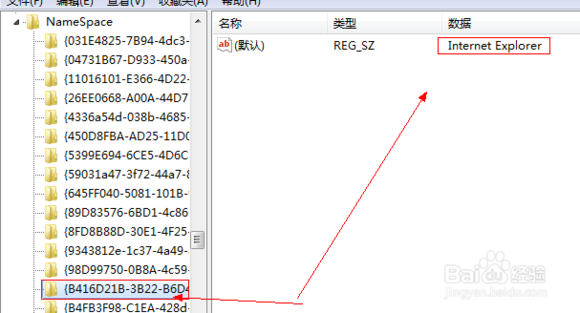 文件(F) 编辑(E) 查看(V) 收藏夹(A) 帮助(H)
NameSpace
{031E4825-7B94-4dc3-
{04731B67-D933-450a-
{11016101-E366-4D22-
{26EE0668-A00A-44D7
{4336a54d-038b-4685-
{450D8FBA-AD25-11D0
{5399E694-6CE5-4D6C
{59031a47-3f72-44a7-8
{645FF040-5081-101B-9
{89D83576-6BD1-4c86
{8FD8B88D-30E1-4F25-
{9343812e-1c37-4a49-
{98D99750-0B8A-4c59-
{B416D21B-3B22-B6D4
{B4FB3F98-C1EA-428d-
名称 类型 数据
(默认) REG_SZ Internet Explorer
Baidu 经验
jingyan.baidu.com